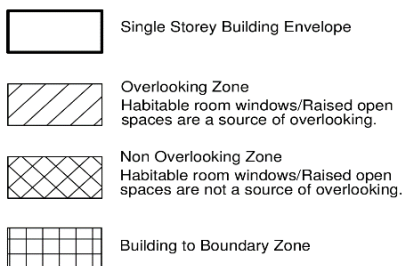 Single Storey Building Envelope
Overlooking Zone
Habitable room windows/Raised open
spaces are a source of overlooking.
Non Overlooking Zone
Habitable room windows/Raised open
spaces are not a source of overlooking.
Building to Boundary Zone